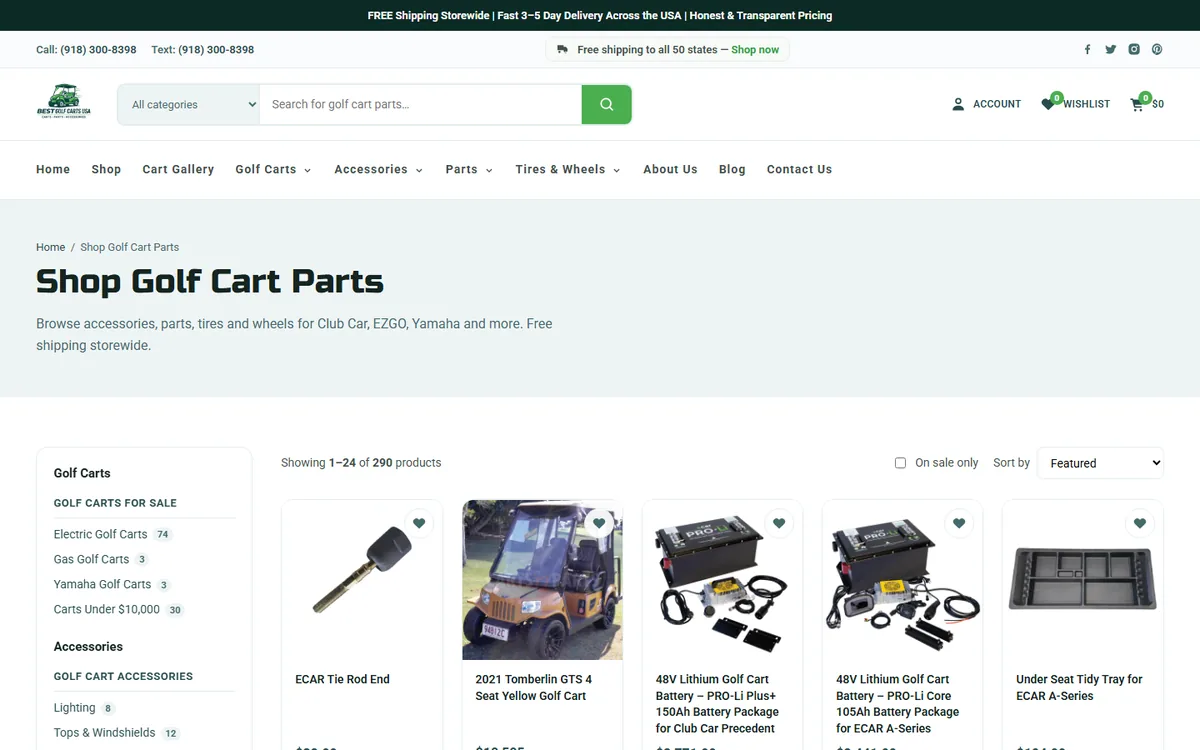 FREE Shipping Storewide | Fast 3–5 Day Delivery Across the USA | Honest & Transparent Pricing
Call: (918) 300-8398 Text: (918) 300-8398
Free shipping to all 50 states — Shop now
BEST GOLF CARTS USA
All categories
Search for golf cart parts…
ACCOUNT
0 WISHLIST
0 $0
Home Shop Cart Gallery Golf Carts Accessories Parts Tires & Wheels About Us Blog Contact Us
Home / Shop Golf Cart Parts
Shop Golf Cart Parts
Browse accessories, parts, tires and wheels for Club Car, EZGO, Yamaha and more. Free
shipping storewide.
Golf Carts
GOLF CARTS FOR SALE
Electric Golf Carts 74
Gas Golf Carts 3
Yamaha Golf Carts 3
Carts Under $10,000 30
Accessories
GOLF CART ACCESSORIES
Lighting 8
Tops & Windshields 12
Showing 1–24 of 290 products
On sale only
Sort by Featured
ECAR Tie Rod End
2021 Tomberlin GTS 4
Seat Yellow Golf Cart
PRO-Li
48V Lithium Golf Cart
Battery – PRO-Li Plus+
150Ah Battery Package
for Club Car Precedent
PRO-Li
48V Lithium Golf Cart
Battery – PRO-Li Core
105Ah Battery Package
for ECAR A-Series
Under Seat Tidy Tray for
ECAR A-Series